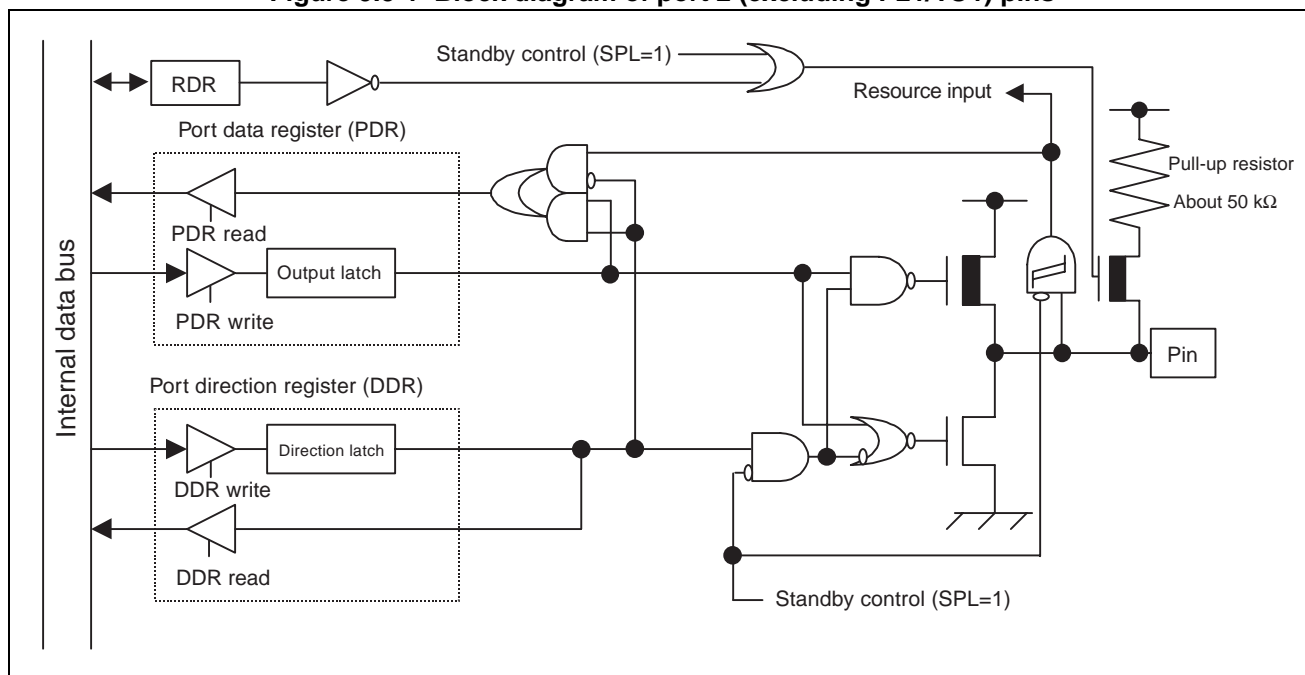 Standby control (SPL=1)
RDR
Resource input
Port data register (PDR)
Pull-up resistor
About 50 kΩ
PDR read
Output latch
PDR write
Pin
Internal data bus
Port direction register (DDR)
Direction latch
DDR write
DDR read
Standby control (SPL=1)